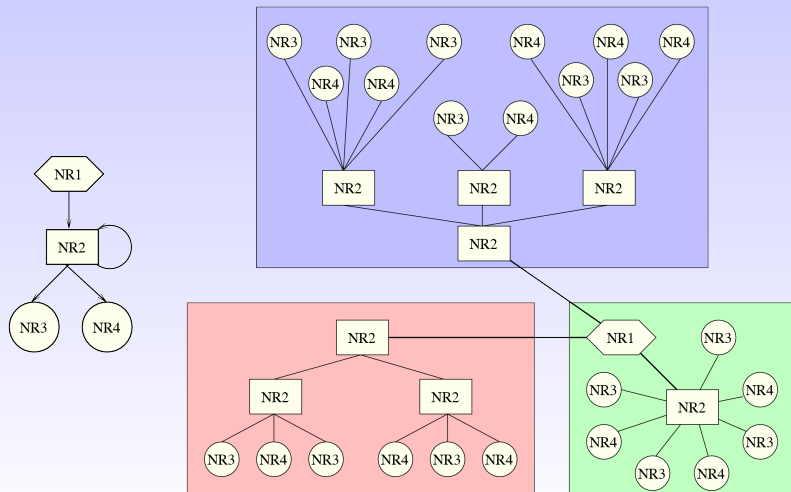 NR1
NR2
NR3 NR4
NR3 NR3 NR3 NR4 NR4 NR4
NR4 NR4 NR3 NR3
NR3 NR4
NR2 NR2 NR2
NR2
NR2
NR2 NR2
NR3 NR4 NR3 NR4 NR3 NR4
NR1 NR3
NR3 NR4
NR2
NR4 NR3
NR3 NR4